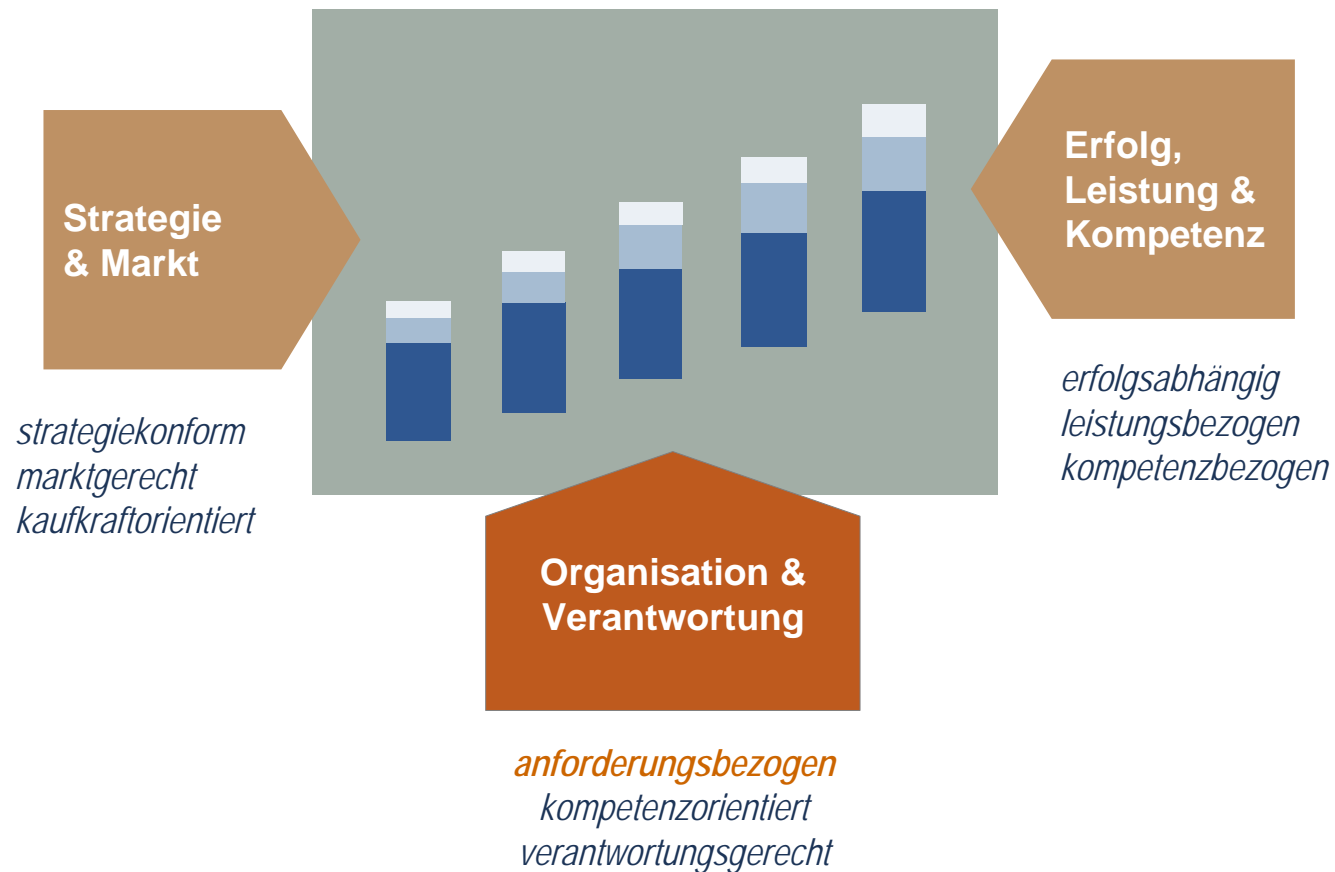 Strategie
& Markt
strategiekonform
marktgerecht
kaufkraftorientiert
Erfolg,
Leistung &
Kompetenz
erfolgsabhängig
leistungsbezogen
kompetenzbezogen
Organisation &
Verantwortung
anforderungsbezogen
kompetenzorientiert
verantwortungsgerecht